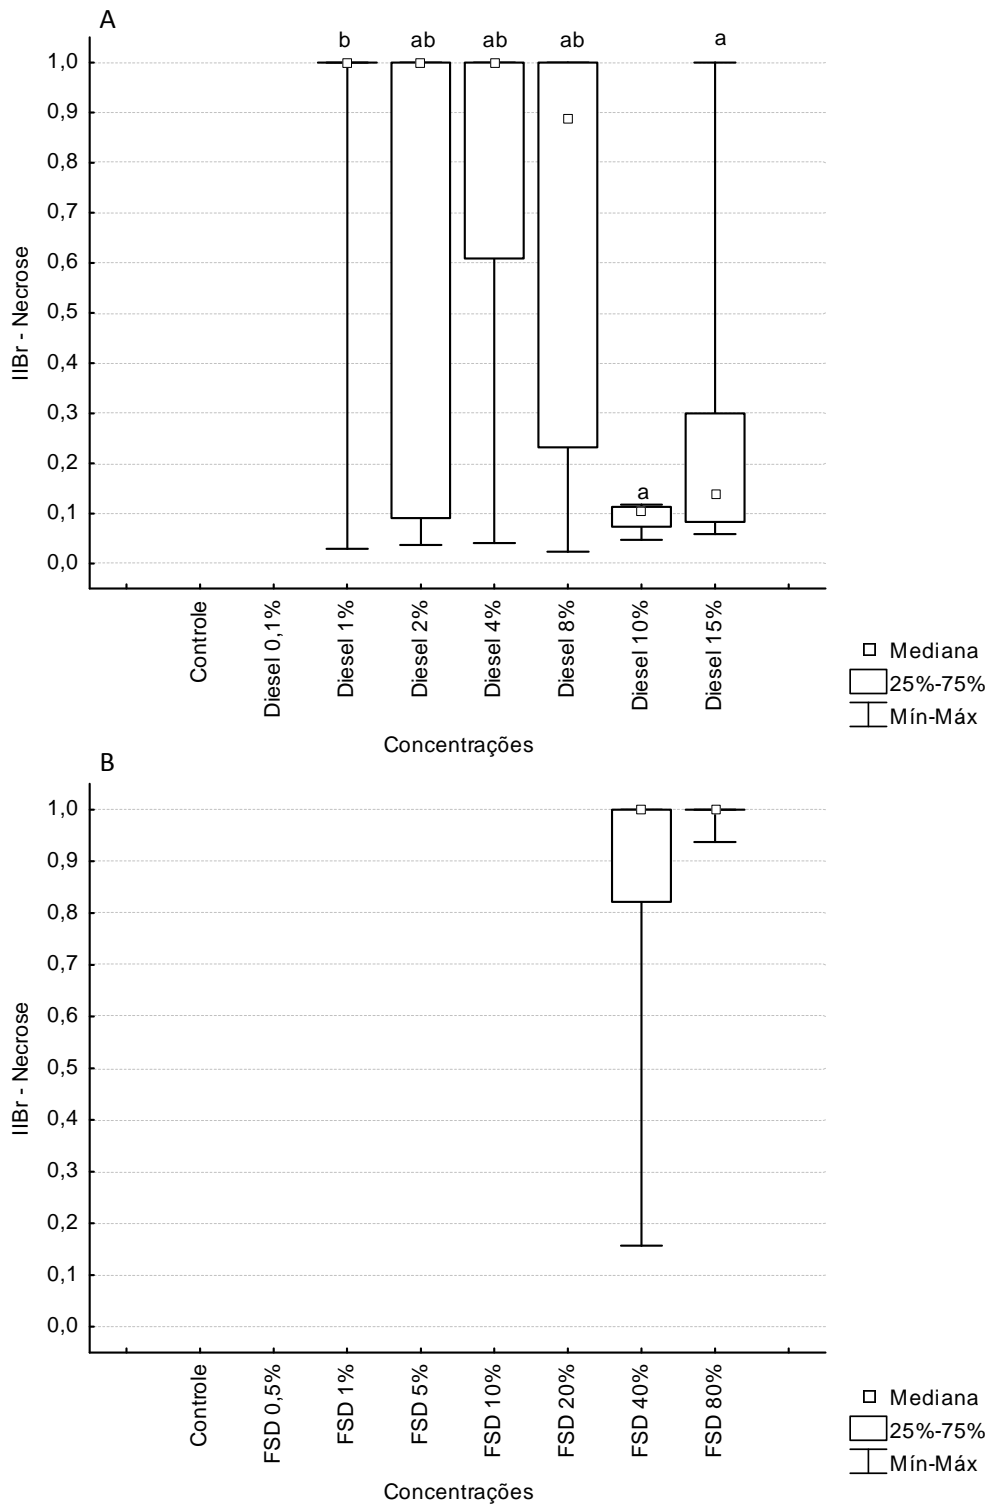 A
b
ab
ab
ab
a
a
1,0
0,9
0,8
0,7
0,6
0,5
0,4
0,3
0,2
0,1
0,0
IIBr - Necrose
Controle
Diesel 0,1%
Diesel 1%
Diesel 2%
Diesel 4%
Diesel 8%
Diesel 10%
Diesel 15%
Concentrações
Mediana
25%-75%
Mín-Máx
B
1,0
0,9
0,8
0,7
0,6
0,5
0,4
0,3
0,2
0,1
0,0
IIBr - Necrose
Controle
FSD 0,5%
FSD 1%
FSD 5%
FSD 10%
FSD 20%
FSD 40%
FSD 80%
Concentrações
Mediana
25%-75%
Mín-Máx